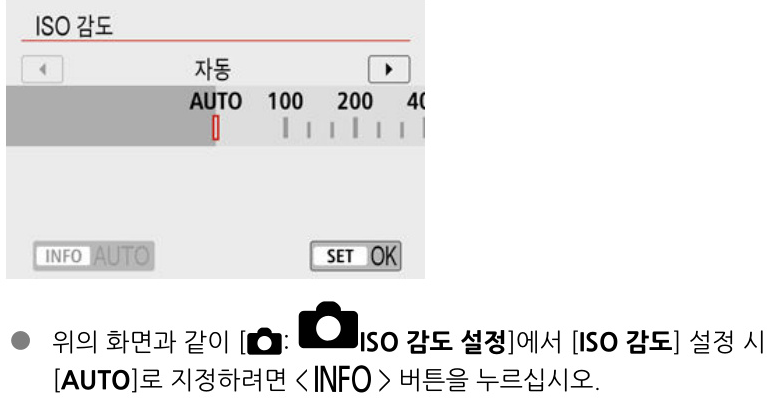 ISO 감도
자동
AUTO 100 200 40
INFO AUTO SET OK
● 위의 화면과 같이 [: ISO 감도 설정]에서 [ISO 감도] 설정 시
[AUTO]로 지정하려면 < INFO > 버튼을 누르십시오.